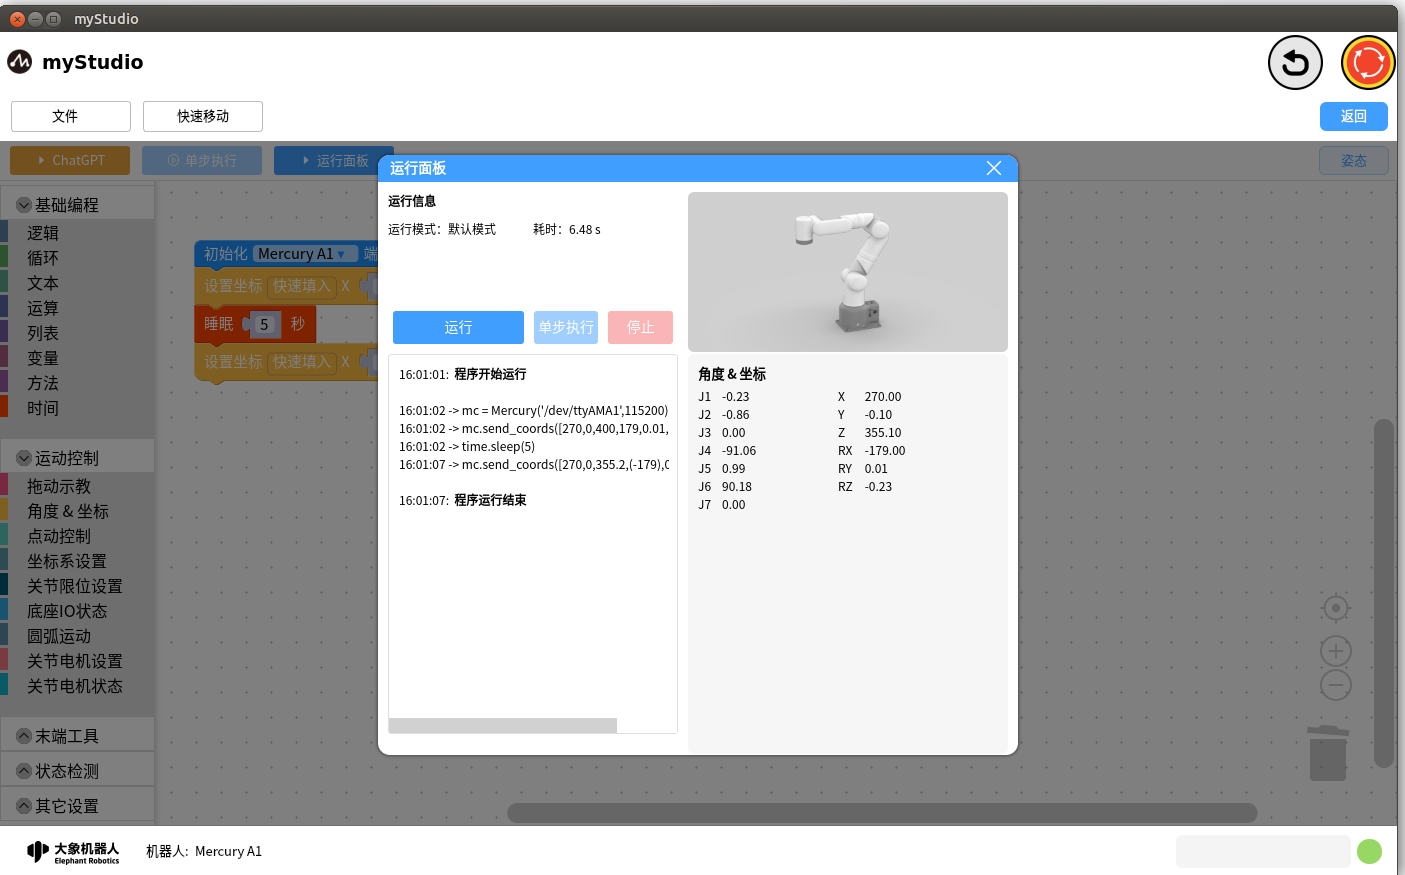 myStudio
myStudio
文件
快速移动
返回
ChatGPT
单步执行
运行面板
姿态
运行面板
基础编程
逻辑
循环
文本
运算
列表
变量
方法
时间
运动控制
拖动示教
角度 & 坐标
点动控制
坐标系设置
关节限位设置
底座IO状态
圆弧运动
关节电机设置
关节电机状态
末端工具
状态检测
其它设置
初始化 Mercury A1 端
设置坐标 快速填入 X
睡眠 5 秒
设置坐标 快速填入 X
运行信息
运行模式：默认模式 耗时：6.48 s
运行
单步执行
停止
16:01:01: 程序开始运行
16:01:02 -> mc = Mercury('/dev/ttyAMA1',115200)
16:01:02 -> mc.send_coords([270,0,400,179,0.01,
16:01:02 -> time.sleep(5)
16:01:07 -> mc.send_coords([270,0,355.2,(-179),0
16:01:07: 程序运行结束
角度 & 坐标
J1 -0.23 X 270.00
J2 -0.86 Y -0.10
J3 0.00 Z 355.10
J4 -91.06 RX -179.00
J5 0.99 RY 0.01
J6 90.18 RZ -0.23
J7 0.00
大象机器人
Elephant Robotics
机器人: Mercury A1